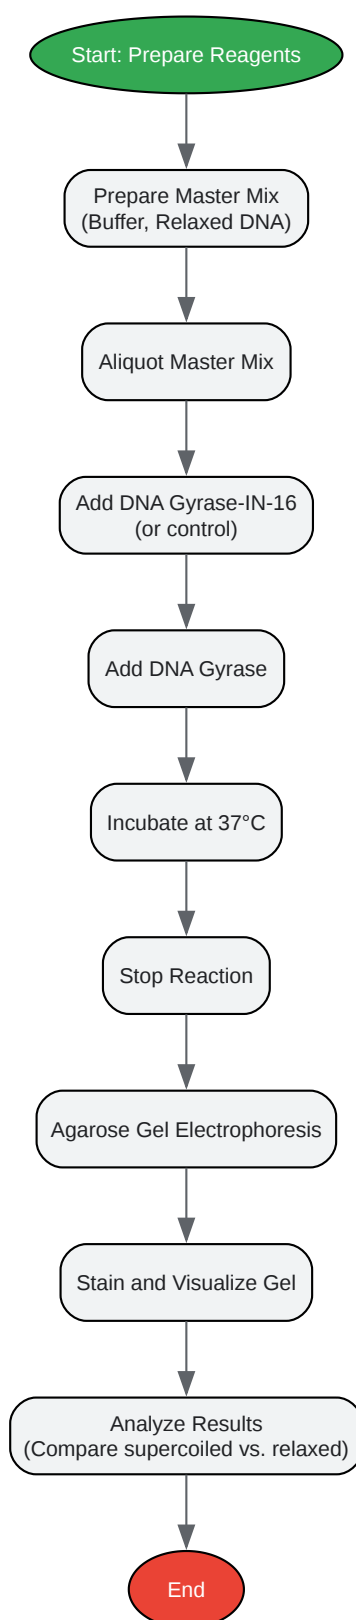 Start: Prepare Reagents
Prepare Master Mix
(Buffer, Relaxed DNA)
Aliquot Master Mix
Add DNA Gyrase-IN-16
(or control)
Add DNA Gyrase
Incubate at 37°C
Stop Reaction
Agarose Gel Electrophoresis
Stain and Visualize Gel
Analyze Results
(Compare supercoiled vs. relaxed)
End